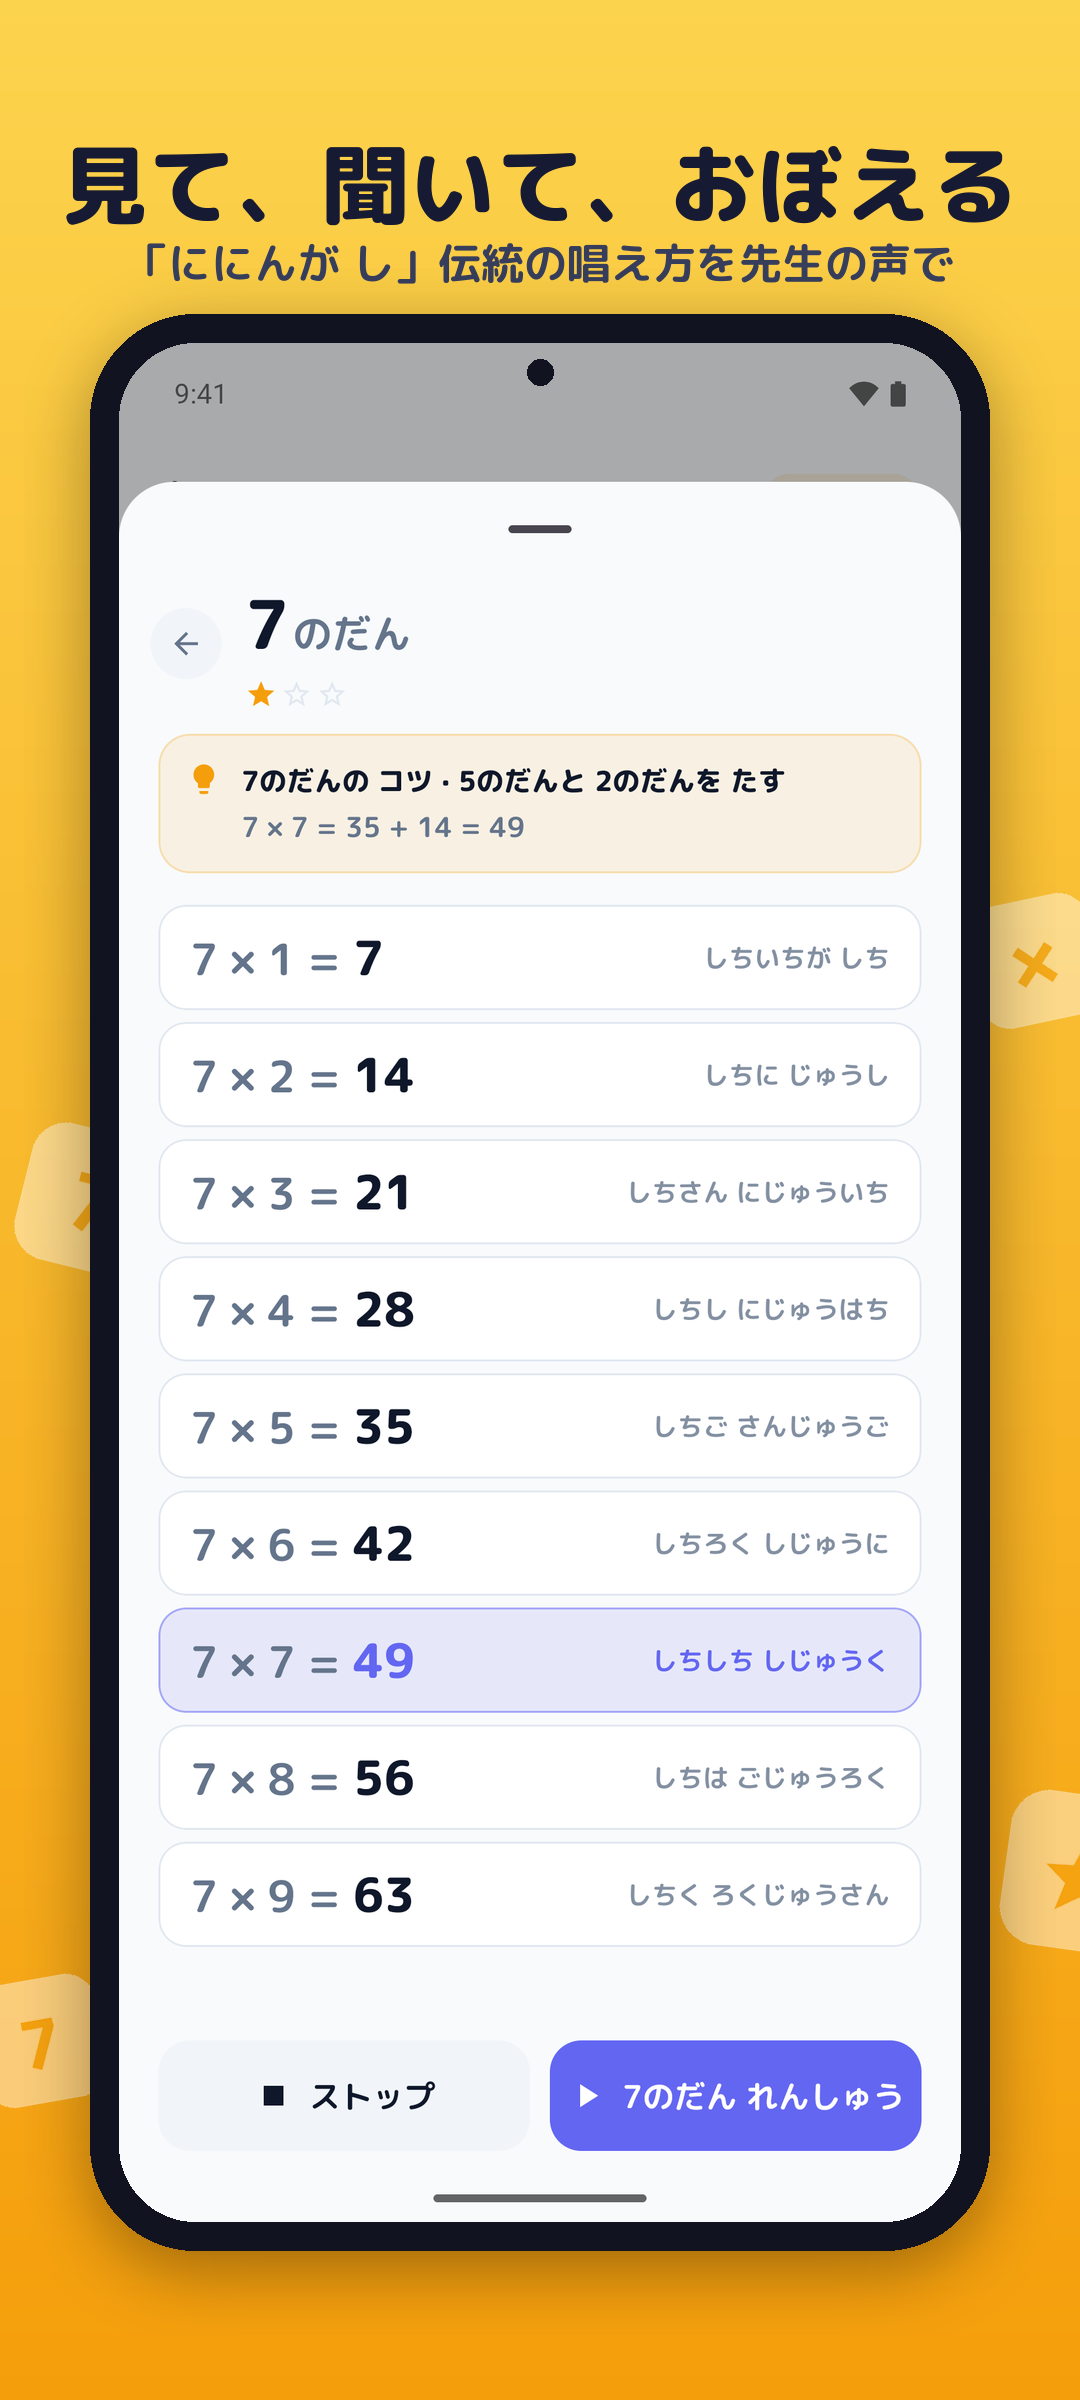 見て、聞いて、おぼえる
「ににんが し」伝統の唱え方を先生の声で
9:41
7のだん
7のだんの コツ · 5のだんと 2のだんを たす
7 × 7 = 35 + 14 = 49
7 × 1 = 7 しちいちが しち
7 × 2 = 14 しちに じゅうし
7 × 3 = 21 しちさん にじゅういち
7 × 4 = 28 しちし にじゅうはち
7 × 5 = 35 しちご さんじゅうご
7 × 6 = 42 しちろく しじゅうに
7 × 7 = 49 しちしち しじゅうく
7 × 8 = 56 しちは ごじゅうろく
7 × 9 = 63 しちく ろくじゅうさん
×
7
7
ストップ
7のだん れんしゅう